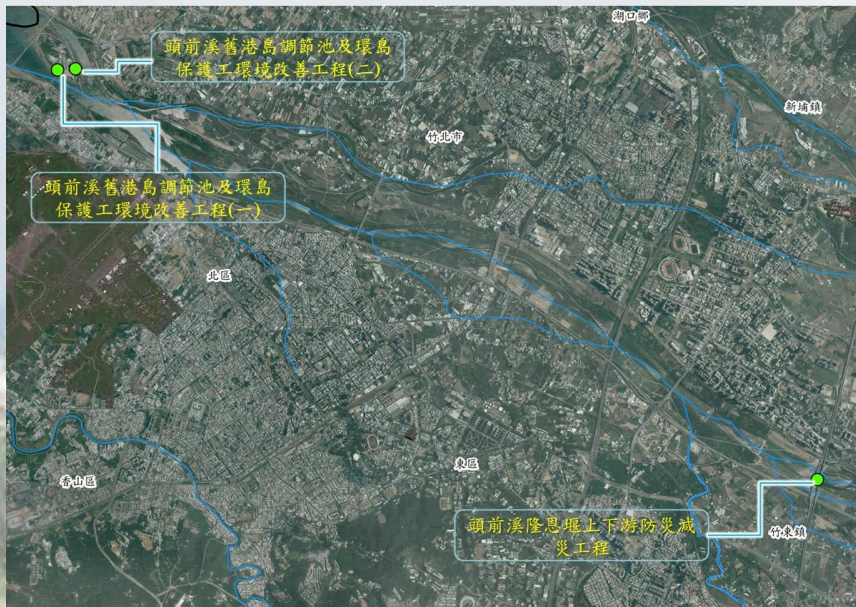 湖口鄉
頭前溪舊港島調節池及環島
保護工環境改善工程(二)
新埔鎮
竹北市
頭前溪舊港島調節池及環島
保護工環境改善工程(一)
北區
東區
香山區
頭前溪隆恩堰上下游防災減
災工程
竹東鎮